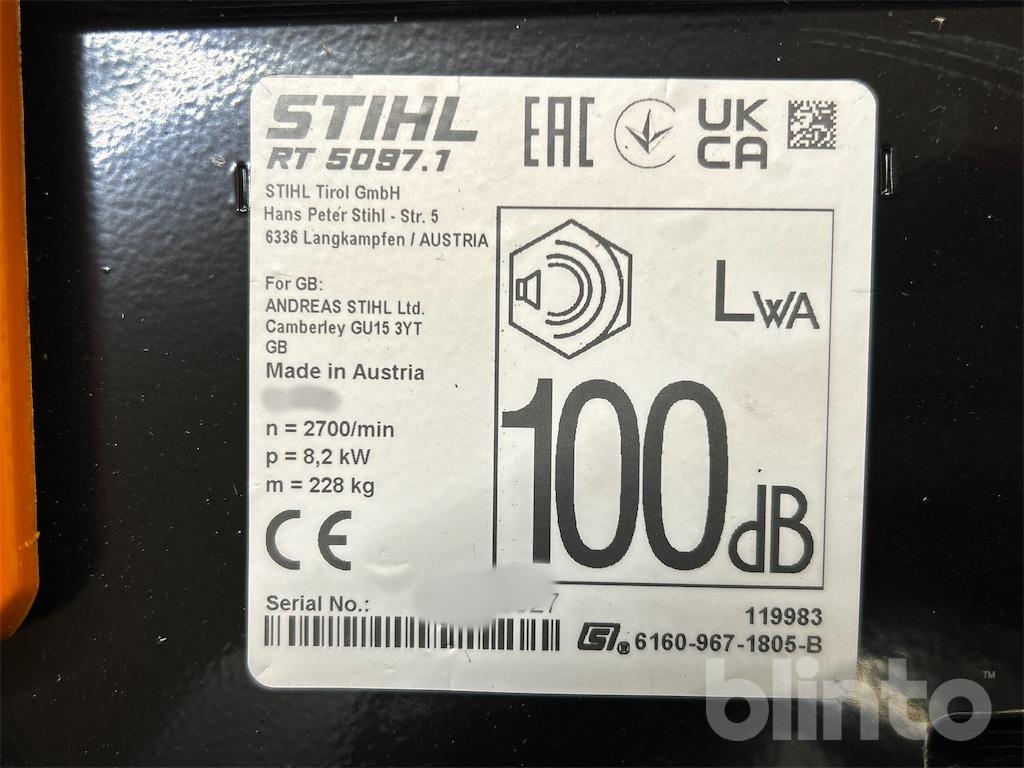 STIHL
RT 5097.1
STIHL Tirol GmbH
Hans Peter Stihl - Str. 5
6336 Langkampfen / AUSTRIA
For GB:
ANDREAS STIHL Ltd.
Camberley GU15 3YT
GB
Made in Austria
n = 2700/min
p = 8,2 kW
m = 228 kg
CE
Serial No.:
EAC
UK
CA
LWA
100dB
119983
6160-967-1805-B
blinto™